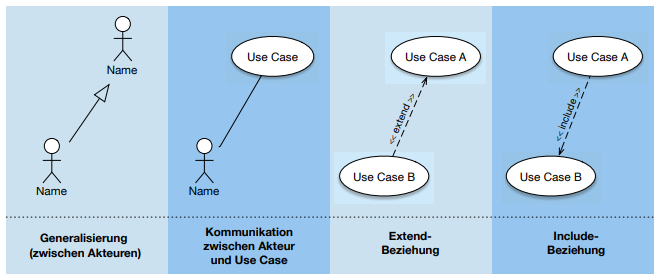 Name
Name
Generalisierung
(zwischen Akteuren)
Use Case
Name
Kommunikation
zwischen Akteur
und Use Case
Use Case A
<< extend >>
Use Case B
Extend-
Beziehung
Use Case A
<< include >>
Use Case B
Include-
Beziehung